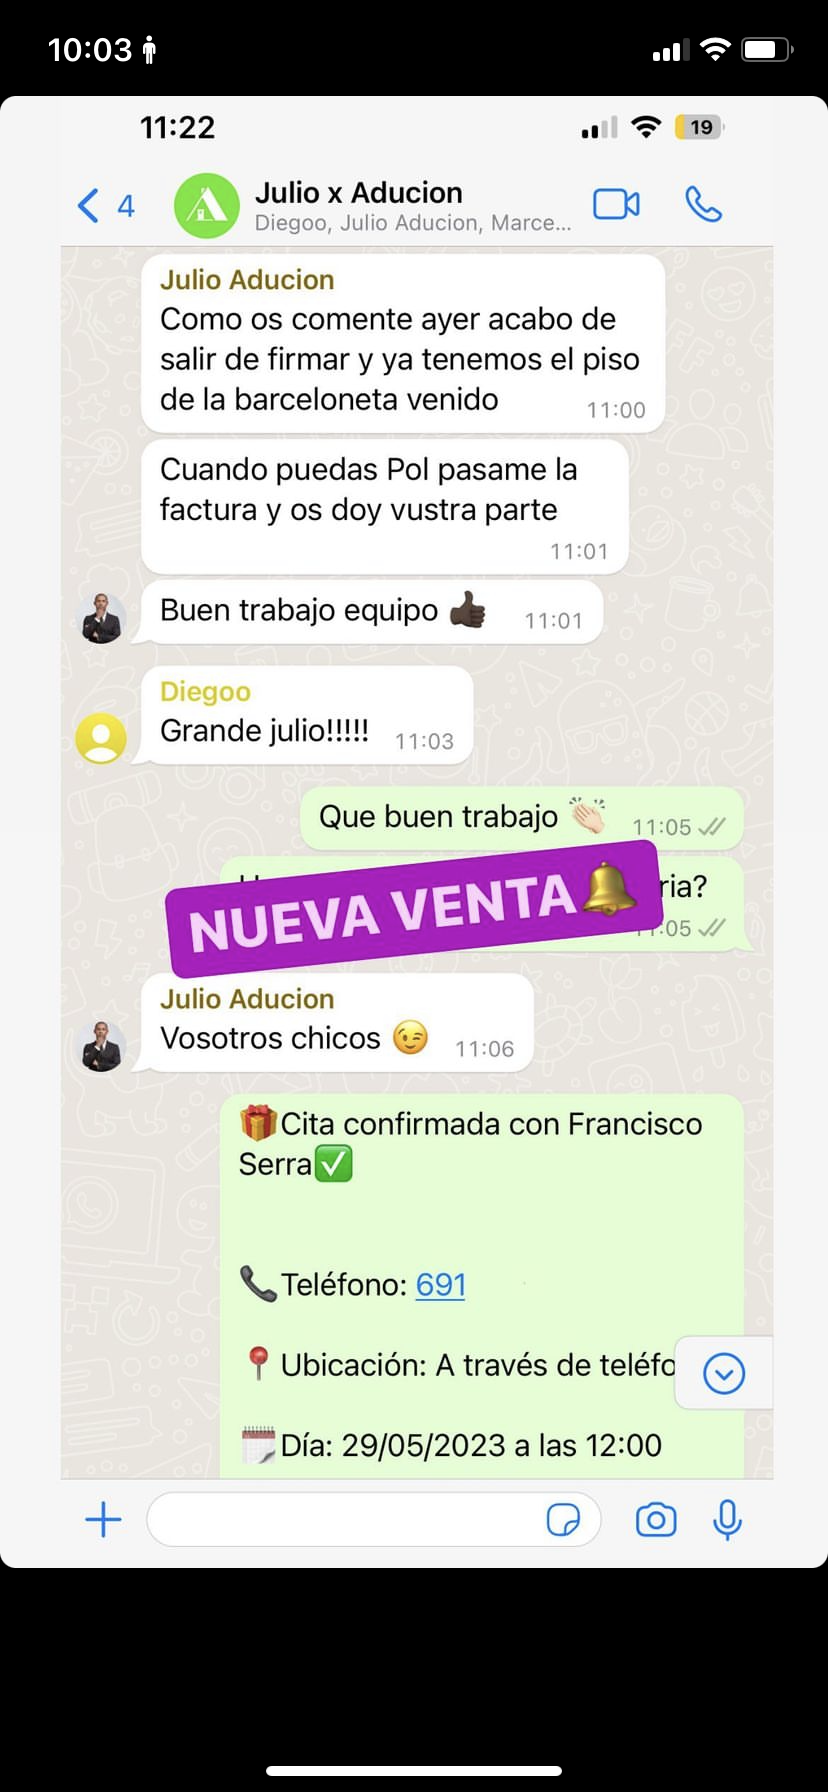 10:03
11:22
19
4
Julio x Aducion
Diegoo, Julio Aducion, Marce...
Julio Aducion
Como os comente ayer acabo de
salir de firmar y ya tenemos el piso
de la barceloneta venido
11:00
Cuando puedas Pol pasame la
factura y os doy vustra parte
11:01
Buen trabajo equipo 👍🏿
11:01
Diegoo
Grande julio!!!!!
11:03
Que buen trabajo 👏🏻
11:05
ria?
NUEVA VENTA🔔
:05
Julio Aducion
Vosotros chicos 😉
11:06
🎁Cita confirmada con Francisco
Serra✅
📞Teléfono: 691
📍Ubicación: A través de teléfo
🗓Día: 29/05/2023 a las 12:00